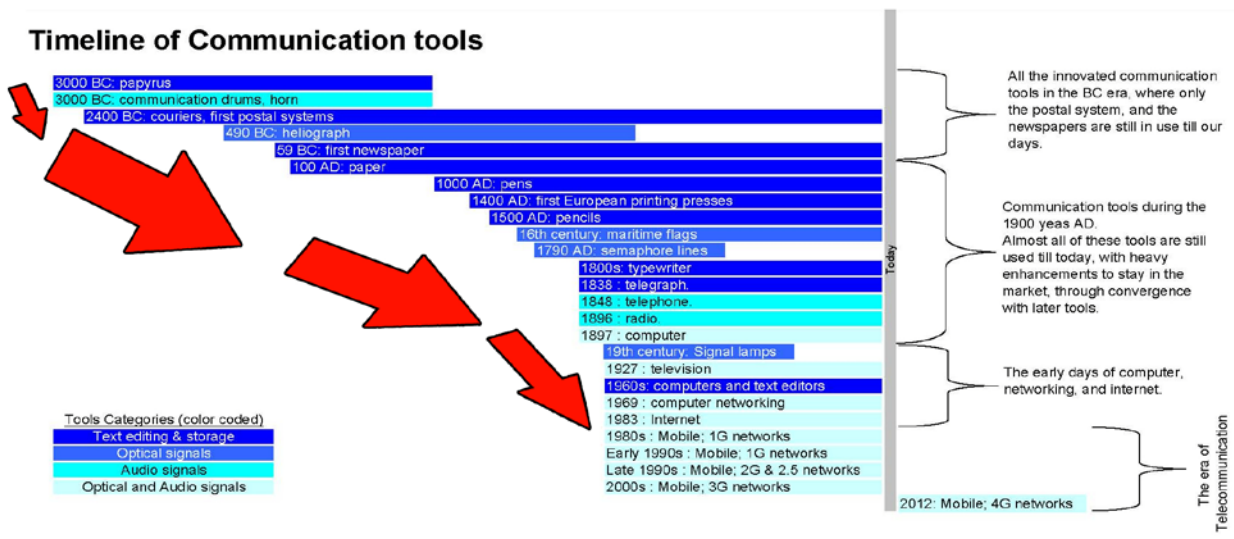 Timeline of Communication tools
3000 BC: papyrus
3000 BC: communication drums, horn
2400 BC: couriers, first postal systems
490 BC: heliograph
59 BC: first newspaper
100 AD: paper
1000 AD: pens
1400 AD: first European printing presses
1500 AD: pencils
16th century: maritime flags
1790 AD: semaphore lines
1800s: typewriter
1838 : telegraph.
1848 : telephone.
1896 : radio.
1897 : computer
19th century: Signal lamps
1927 : television
1960s: computers and text editors
1969 : computer networking
1983 : Internet
1980s : Mobile; 1G networks
Early 1990s : Mobile; 1G networks
Late 1990s : Mobile; 2G & 2.5 networks
2000s : Mobile; 3G networks
2012: Mobile; 4G networks
Today
Tools Categories (color coded)
Text editing & storage
Optical signals
Audio signals
Optical and Audio signals
All the innovated communication
tools in the BC era, where only
the postal system, and the
newspapers are still in use till our
days.
Communication tools during the
1900 yeas AD.
Almost all of these tools are still
used till today, with heavy
enhancements to stay in the
market, through convergence
with later tools.
The early days of computer,
networking, and internet.
The era of
Telecommunication